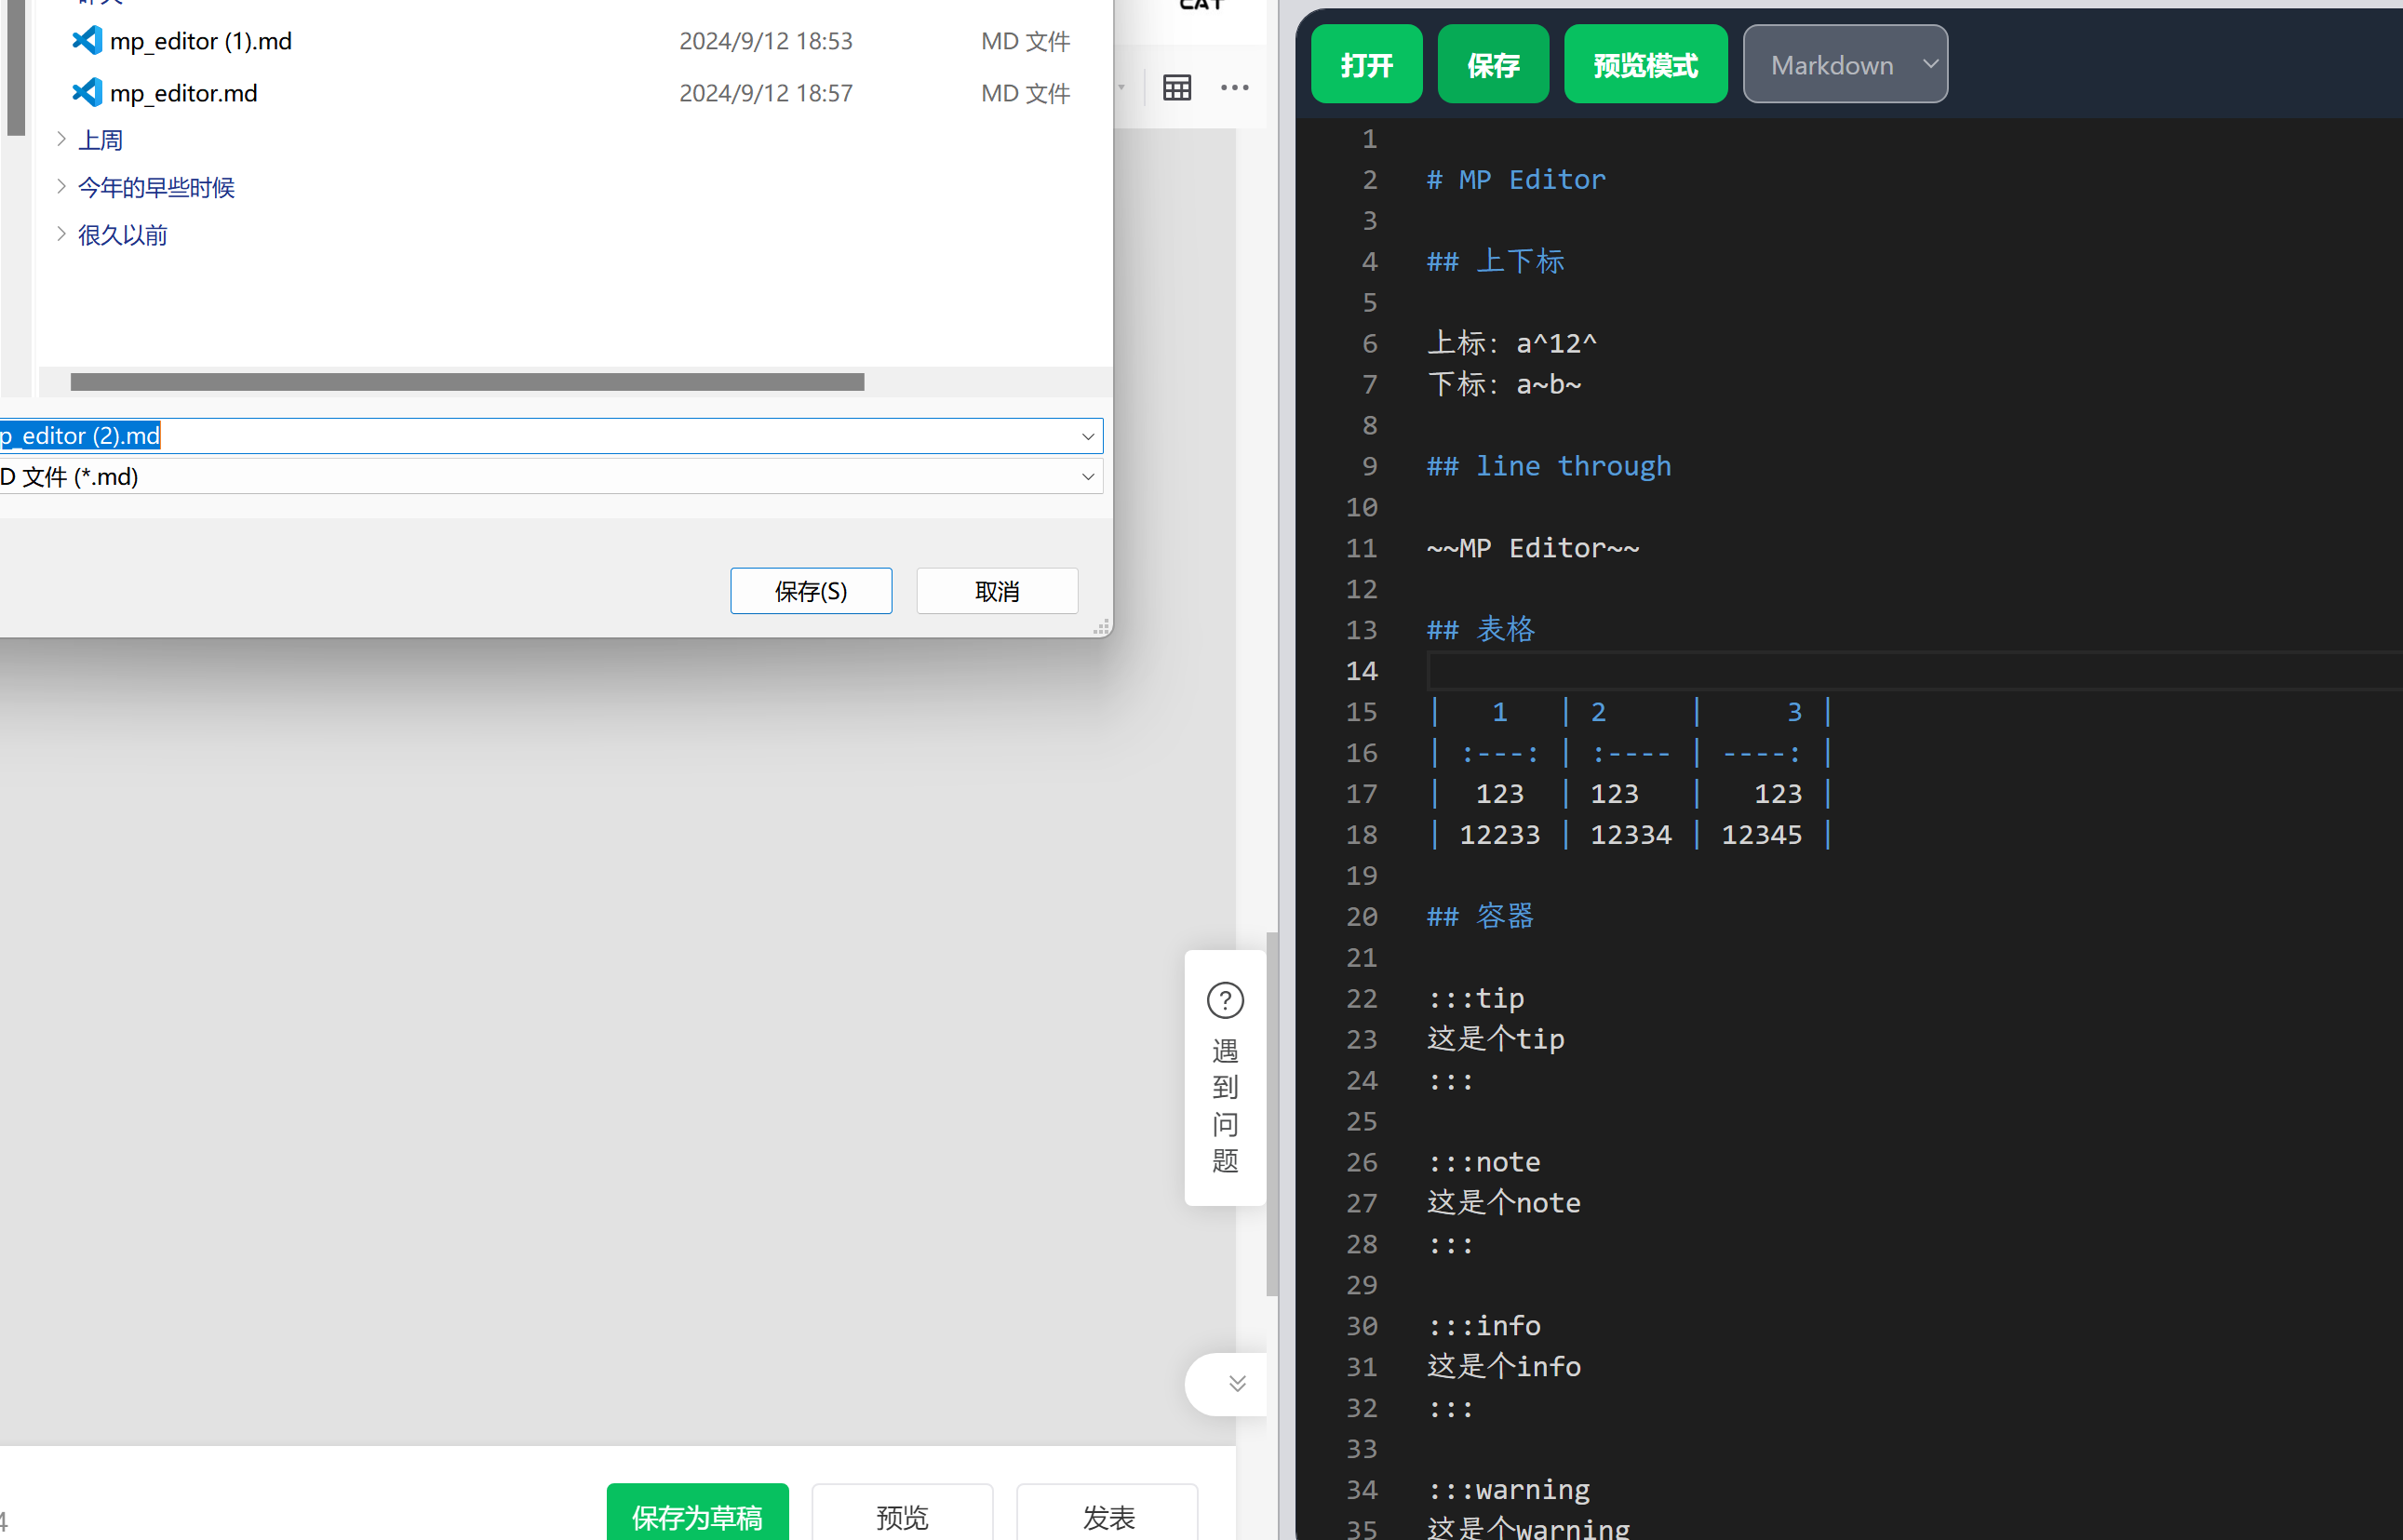 mp_editor (1).md 2024/9/12 18:53 MD 文件
mp_editor.md 2024/9/12 18:57 MD 文件
上周
今年的早些时候
很久以前
p_editor (2).md
D 文件 (*.md)
保存(S) 取消
遇
到
问
题
保存为草稿 预览 发表
打开 保存 预览模式 Markdown
1
2 # MP Editor
3
4 ## 上下标
5
6 上标: a^12^
7 下标: a~b~
8
9 ## line through
10
11 ~~MP Editor~~
12
13 ## 表格
14
15 | 1 | 2 | 3 |
16 | :---: | :---- | ----: |
17 | 123 | 123 | 123 |
18 | 12233 | 12334 | 12345 |
19
20 ## 容器
21
22 :::tip
23 这是个tip
24 :::
25
26 :::note
27 这是个note
28 :::
29
30 :::info
31 这是个info
32 :::
33
34 :::warning
35 这是个warning